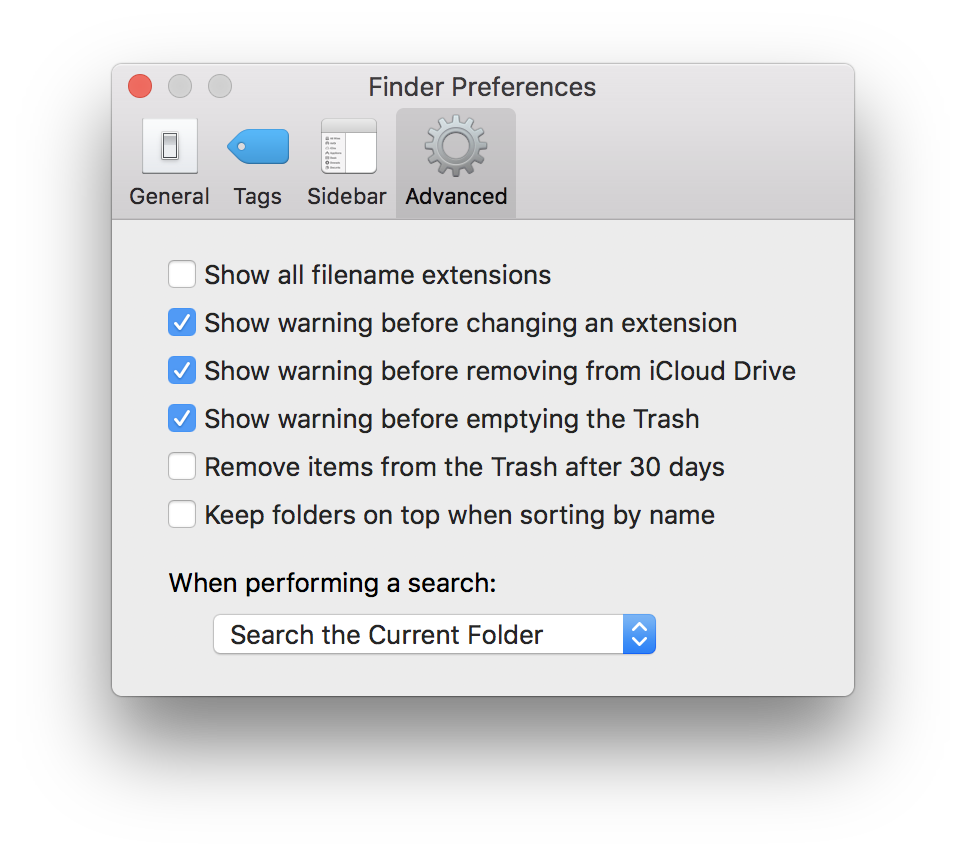 Finder Preferences
General Tags Sidebar Advanced
Show all filename extensions
Show warning before changing an extension
Show warning before removing from iCloud Drive
Show warning before emptying the Trash
Remove items from the Trash after 30 days
Keep folders on top when sorting by name
When performing a search:
Search the Current Folder